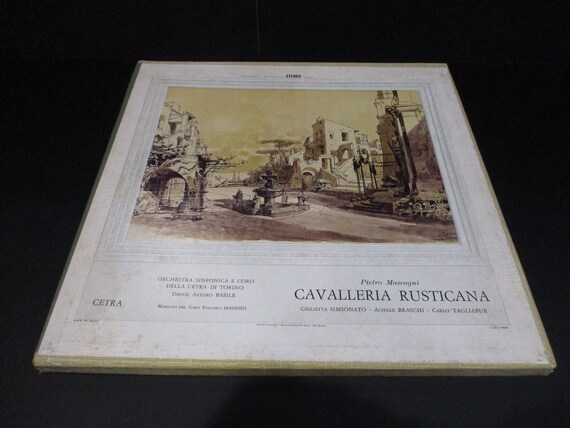 STEREO
ORCHESTRA SINFONICA E CORO
DELLA CETRA DI TORINO
Dirige Arturo BASILE
CETRA
Pietro Mascagni
CAVALLERIA RUSTICANA
Giulietta SIMIONATO - Achille BRASCHI - Carlo TAGLIABUE